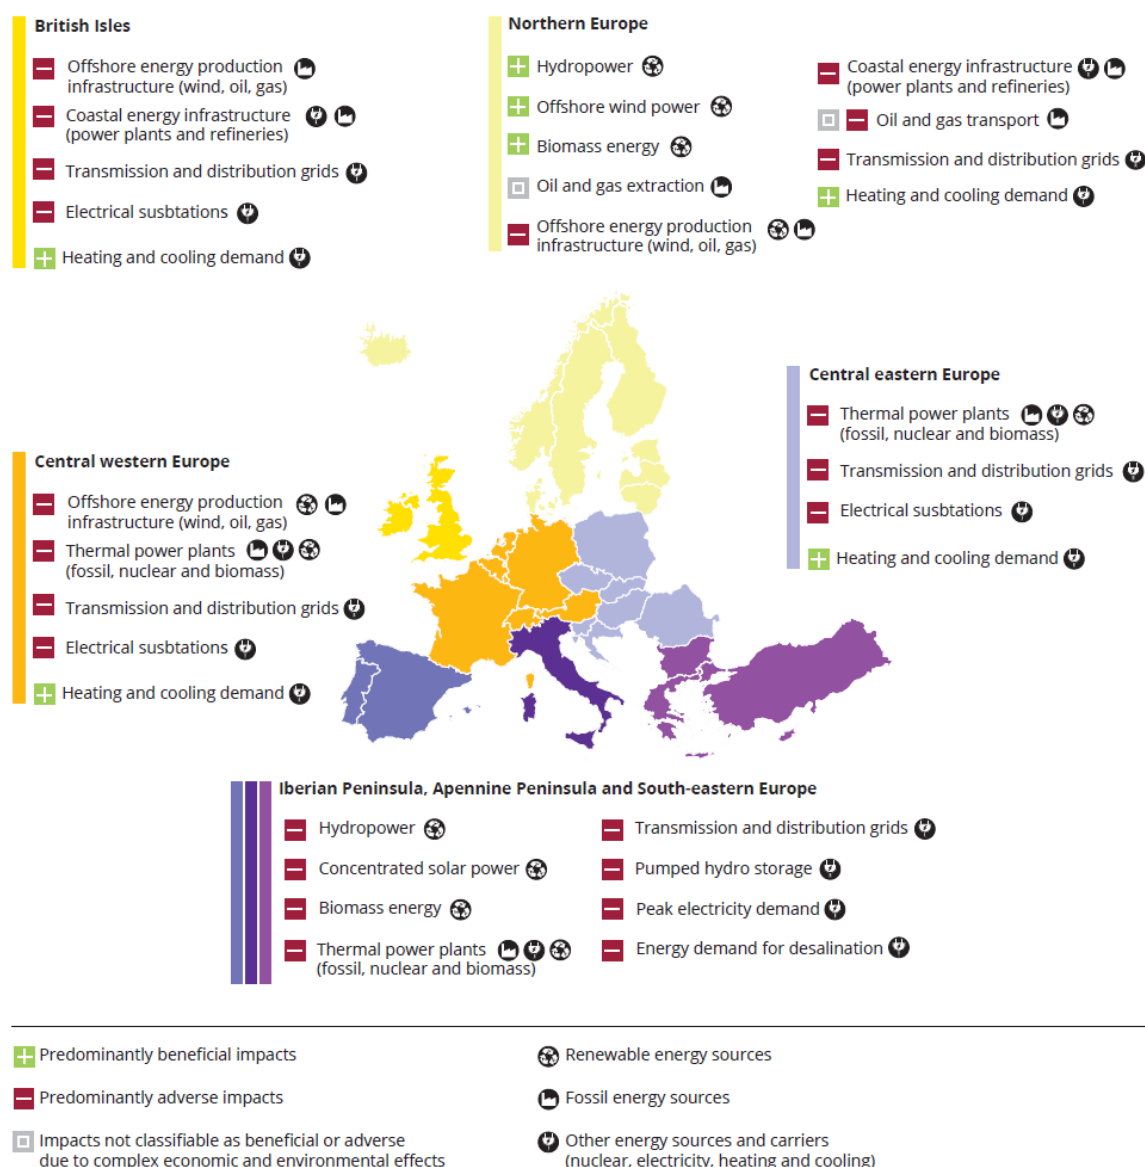 British Isles
Offshore energy production
infrastructure (wind, oil, gas)
Coastal energy infrastructure
(power plants and refineries)
Transmission and distribution grids
Electrical susbtations
Heating and cooling demand
Northern Europe
Hydropower
Offshore wind power
Biomass energy
Oil and gas extraction
Offshore energy production
infrastructure (wind, oil, gas)
Coastal energy infrastructure
(power plants and refineries)
Oil and gas transport
Transmission and distribution grids
Heating and cooling demand
Central eastern Europe
Thermal power plants
(fossil, nuclear and biomass)
Transmission and distribution grids
Electrical susbtations
Heating and cooling demand
Central western Europe
Offshore energy production
infrastructure (wind, oil, gas)
Thermal power plants
(fossil, nuclear and biomass)
Transmission and distribution grids
Electrical susbtations
Heating and cooling demand
Iberian Peninsula, Apennine Peninsula and South-eastern Europe
Hydropower
Concentrated solar power
Biomass energy
Thermal power plants
(fossil, nuclear and biomass)
Transmission and distribution grids
Pumped hydro storage
Peak electricity demand
Energy demand for desalination
Predominantly beneficial impacts
Predominantly adverse impacts
Impacts not classifiable as beneficial or adverse
due to complex economic and environmental effects
Renewable energy sources
Fossil energy sources
Other energy sources and carriers
(nuclear, electricity, heating and cooling)